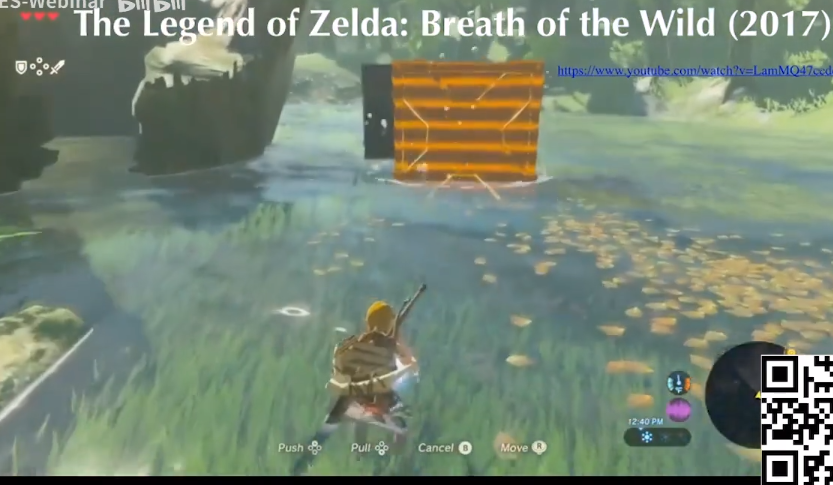 ES-Webinar bilibili
The Legend of Zelda: Breath of the Wild (2017)
https://www.youtube.com/watch?v=LamMQ47ccd
12:40 PM
Push Pull Cancel B Move R